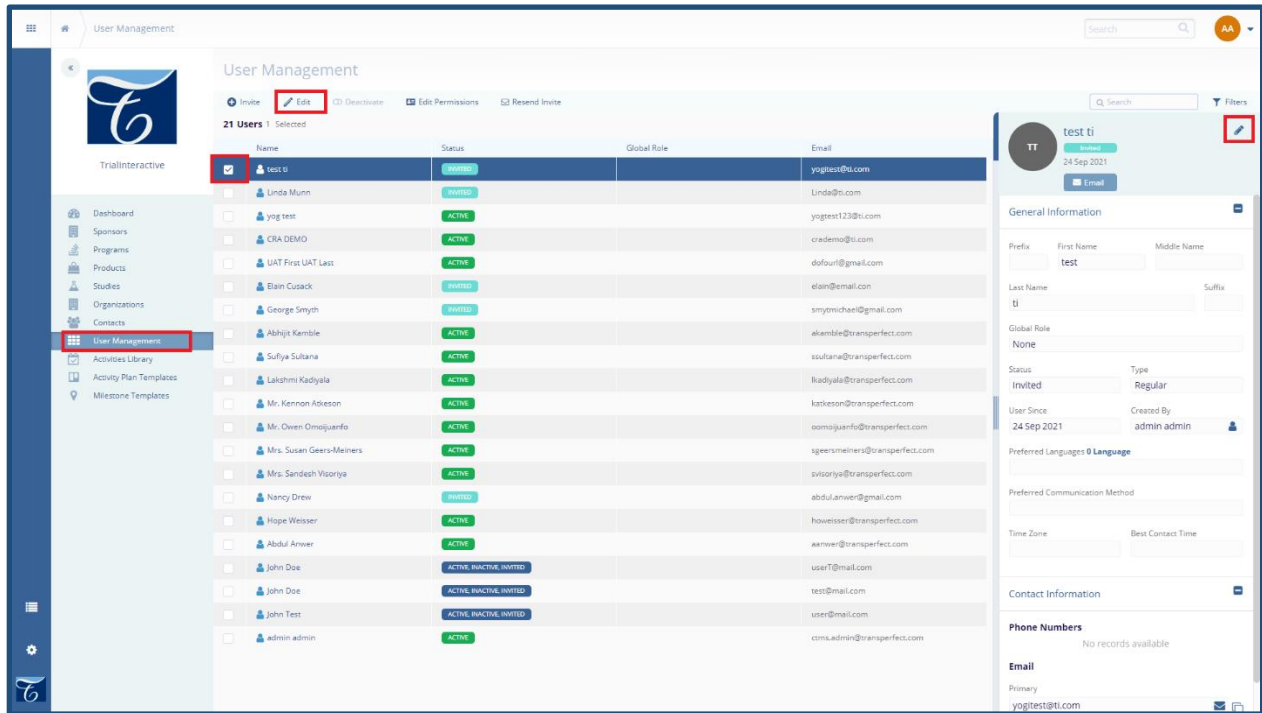 User Management
Search
AA
TrialInteractive
Dashboard
Sponsors
Programs
Products
Studies
Organizations
Contacts
User Management
Activities Library
Activity Plan Templates
Milestone Templates
User Management
Invite Edit Deactivate Edit Permissions Resend Invite
Search Filters
21 Users 1 Selected
Name Status Global Role Email
test ti INVITED yogitest@ti.com
Linda Munn INVITED Linda@ti.com
yog test ACTIVE yogtest123@ti.com
CRA DEMO ACTIVE crademo@ti.com
UAT First UAT Last ACTIVE dofourl@gmail.com
Elain Cusack INVITED elain@email.con
George Smyth INVITED smytmichael@gmail.com
Abhijit Kamble ACTIVE akamble@transperfect.com
Sufiya Sultana ACTIVE ssultana@transperfect.com
Lakshmi Kadiyala ACTIVE lkadiyala@transperfect.com
Mr. Kennon Atkeson ACTIVE katkeson@transperfect.com
Mr. Owen Omoijuanfo ACTIVE oomoijuanfo@transperfect.com
Mrs. Susan Geers-Meiners ACTIVE sgeersmeiners@transperfect.com
Mrs. Sandesh Visoriya ACTIVE svisoriya@transperfect.com
Nancy Drew INVITED abdul.anwer@gmail.com
Hope Weisser ACTIVE howeisser@transperfect.com
Abdul Anwer ACTIVE aanwer@transperfect.com
John Doe ACTIVE, INACTIVE, INVITED userT@mail.com
John Doe ACTIVE, INACTIVE, INVITED test@mail.com
John Test ACTIVE, INACTIVE, INVITED user@mail.com
admin admin ACTIVE ctms.admin@transperfect.com
TT
test ti
Invited
24 Sep 2021
Email
General Information
Prefix First Name Middle Name
test
Last Name Suffix
ti
Global Role
None
Status Type
Invited Regular
User Since Created By
24 Sep 2021 admin admin
Preferred Languages 0 Language
Preferred Communication Method
Time Zone Best Contact Time
Contact Information
Phone Numbers
No records available
Email
Primary
yogitest@ti.com